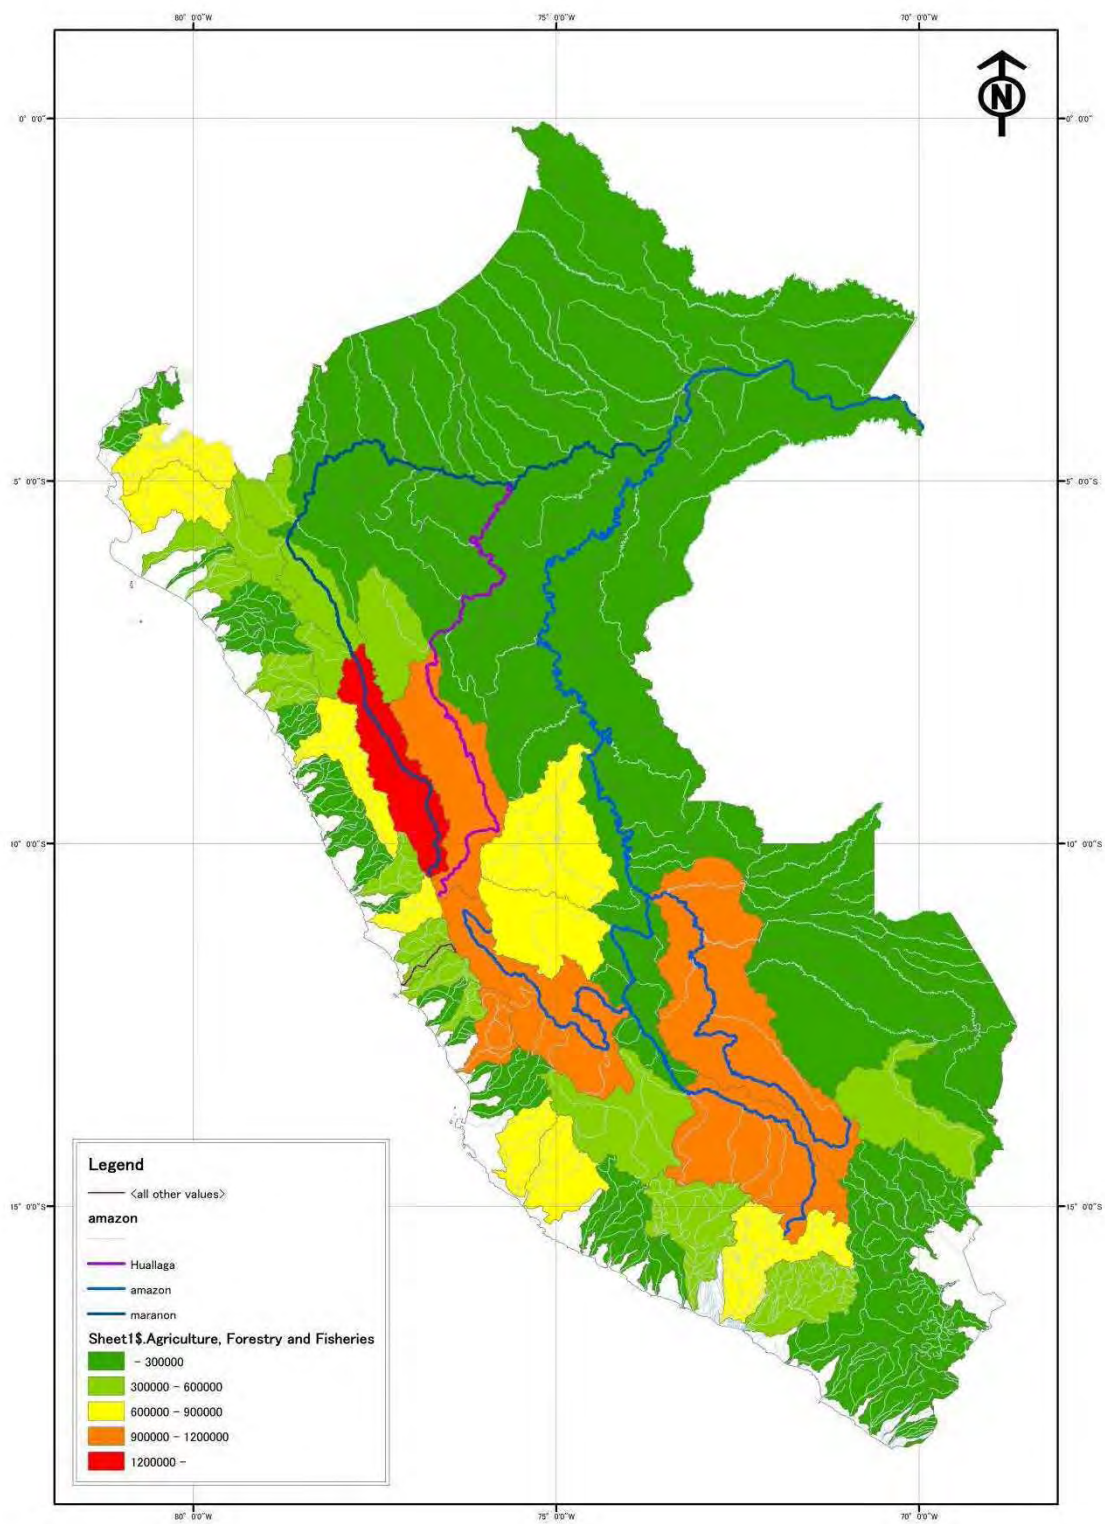 80° 0'0"W 75° 0'0"W 70° 0'0"W
N
0° 0'0" 0° 0'0"
5° 0'0"S 5° 0'0"S
10° 0'0"S 10° 0'0"S
15° 0'0"S 15° 0'0"S
Legend
<all other values>
amazon
Huallaga
amazon
maranon
Sheet1$.Agriculture, Forestry and Fisheries
- 300000
300000 - 600000
600000 - 900000
900000 - 1200000
1200000 -
80° 0'0"W 75° 0'0"W 70° 0'0"W